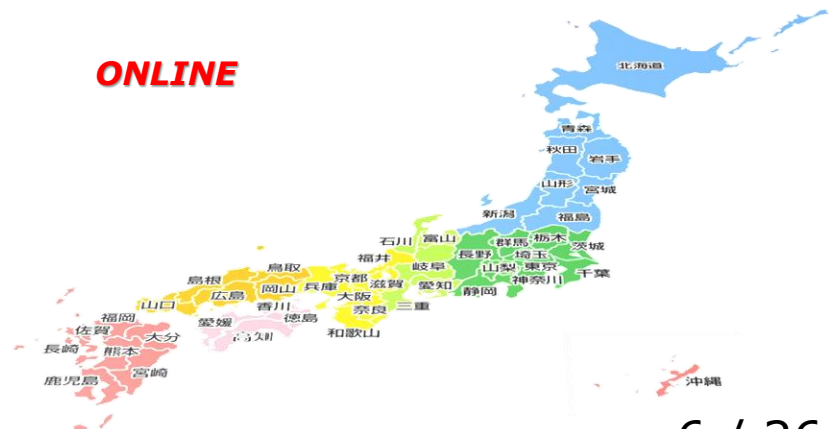 ONLINE
北海道
青森
秋田
岩手
山形
宮城
新潟
福島
石川
富山
群馬
栃木
茨城
福井
長野
埼玉
鳥取
京都
滋賀
岐阜
山梨
東京
千葉
島根
岡山
兵庫
愛知
静岡
神奈川
山口
広島
大阪
香川
奈良
三重
福岡
愛媛
徳島
佐賀
大分
高知
和歌山
長崎
熊本
宮崎
鹿児島
沖縄